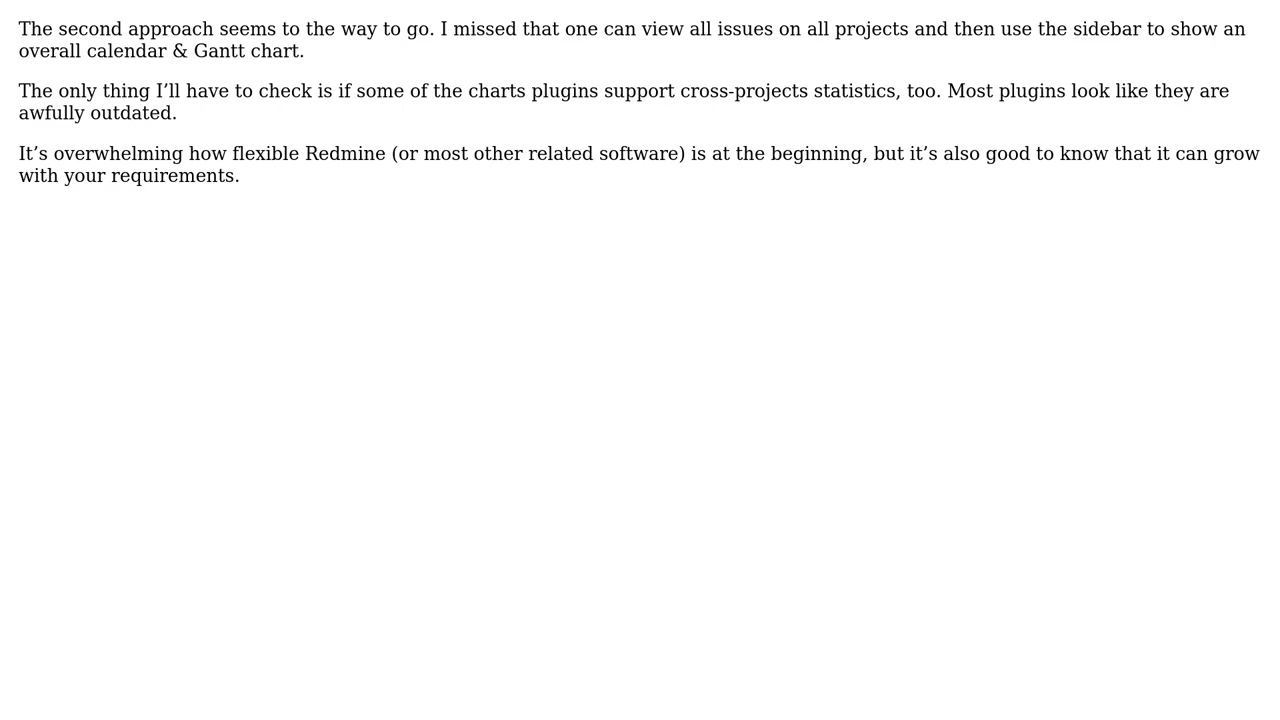 The second approach seems to the way to go. I missed that one can view all issues on all projects and then use the sidebar to show an
overall calendar & Gantt chart.
The only thing I’ll have to check is if some of the charts plugins support cross-projects statistics, too. Most plugins look like they are
awfully outdated.
It’s overwhelming how flexible Redmine (or most other related software) is at the beginning, but it’s also good to know that it can grow
with your requirements.